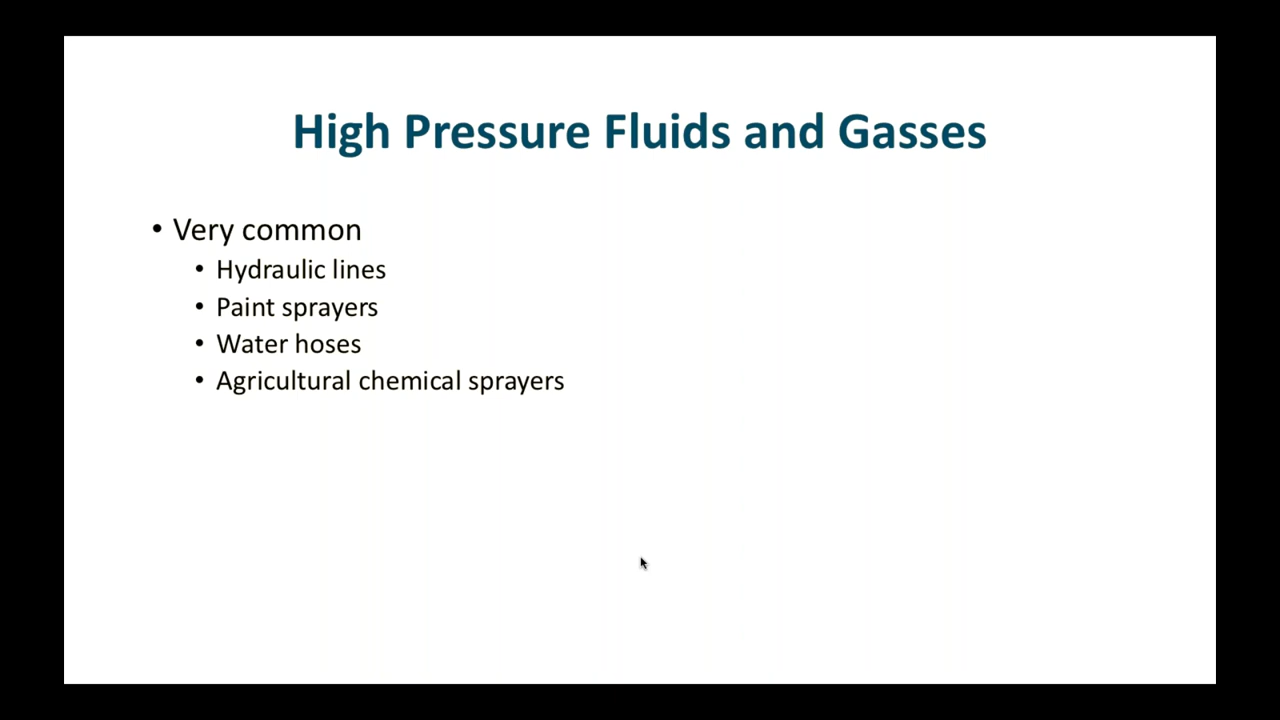 High Pressure Fluids and Gasses
• Very common
• Hydraulic lines
• Paint sprayers
• Water hoses
• Agricultural chemical sprayers